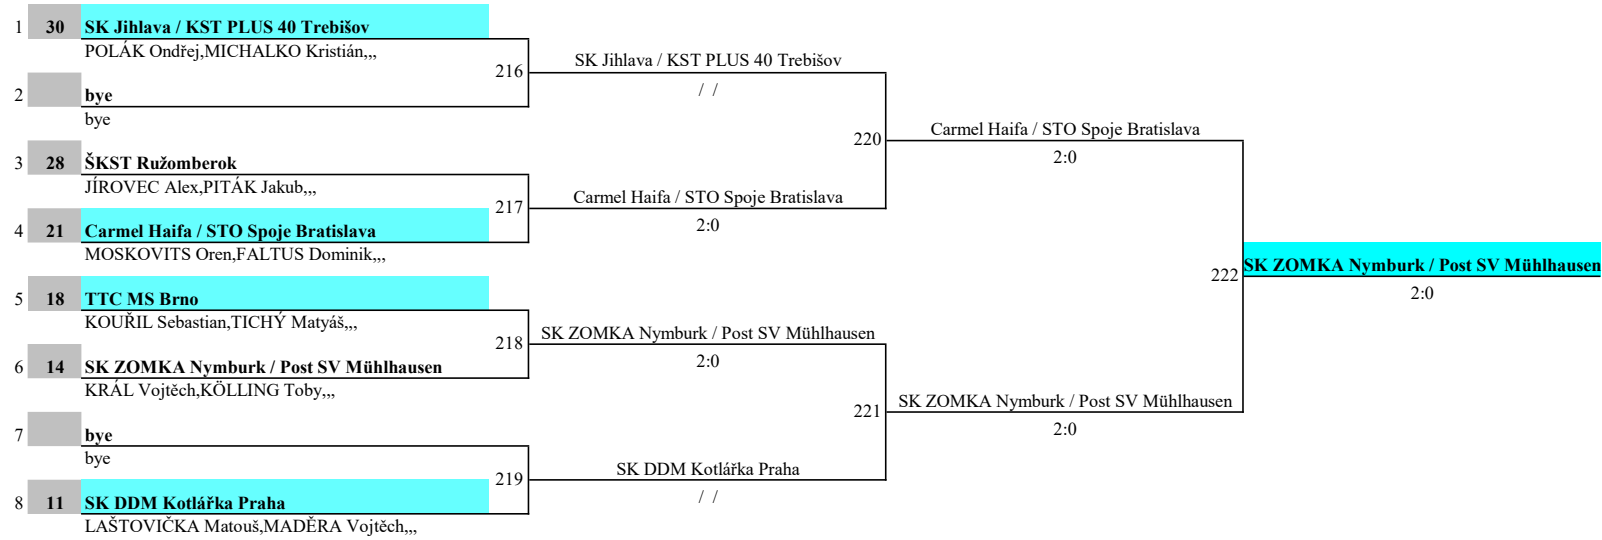 1 30 SK Jihlava / KST PLUS 40 Trebišov
POLÁK Ondřej,MICHALKO Kristián,,,
SK Jihlava / KST PLUS 40 Trebišov
216
/ /
2 bye
bye
Carmel Haifa / STO Spoje Bratislava
220
2:0
3 28 ŠKST Ružomberok
JÍROVEC Alex,PITÁK Jakub,,,
Carmel Haifa / STO Spoje Bratislava
217
2:0
4 21 Carmel Haifa / STO Spoje Bratislava
MOSKOVITS Oren,FALTUS Dominik,,,
SK ZOMKA Nymburk / Post SV Mühlhausen
222
2:0
5 18 TTC MS Brno
KOUŘIL Sebastian,TICHÝ Matyáš,,,
SK ZOMKA Nymburk / Post SV Mühlhausen
218
2:0
6 14 SK ZOMKA Nymburk / Post SV Mühlhausen
KRÁL Vojtěch,KÖLLING Toby,,,
SK ZOMKA Nymburk / Post SV Mühlhausen
221
2:0
7 bye
bye
SK DDM Kotlářka Praha
219
/ /
8 11 SK DDM Kotlářka Praha
LAŠTOVIČKA Matouš,MADĚRA Vojtěch,,,